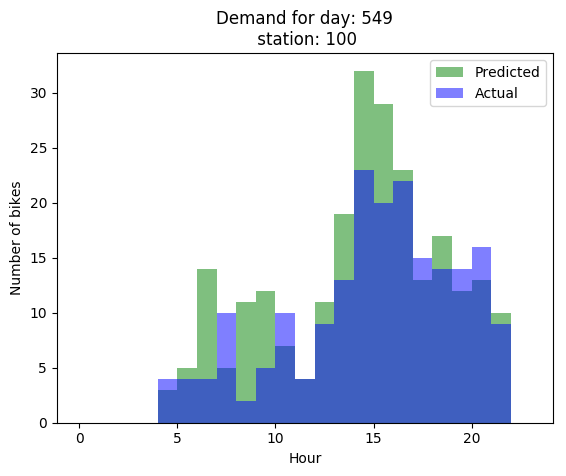 Demand for day: 549
station: 100
Predicted
Actual
Number of bikes
30
25
20
15
10
5
0
0
5
10
15
20
Hour